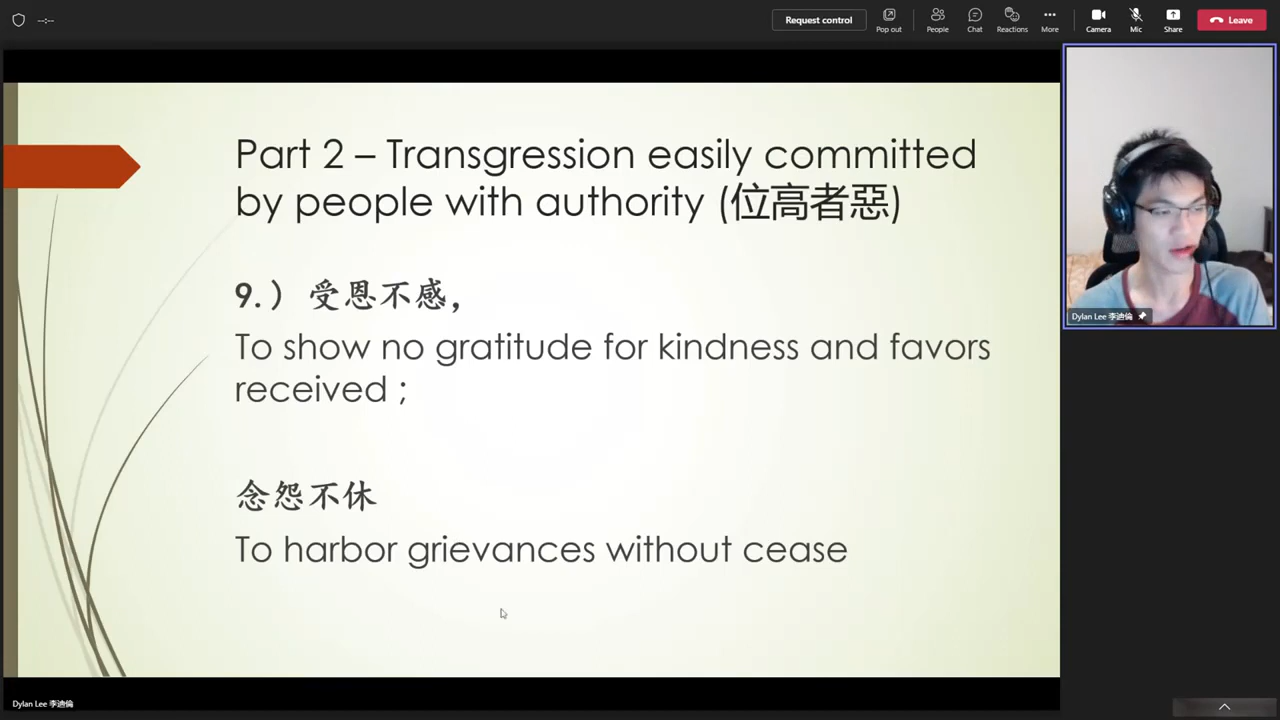 --:--
Request control
Pop out
People
Chat
Reactions
More
Camera
Mic
Share
Leave
Part 2 – Transgression easily committed
by people with authority (位高者惡)
9.） 受恩不感，
To show no gratitude for kindness and favors
received ;
念怨不休
To harbor grievances without cease
Dylan Lee 李迪倫
Dylan Lee 李迪倫